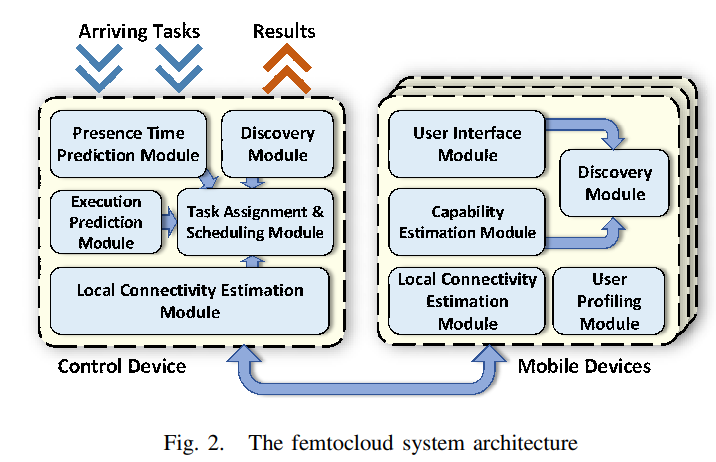 Arriving Tasks
Results
Presence Time
Prediction Module
Discovery
Module
Execution
Prediction
Module
Task Assignment &
Scheduling Module
Local Connectivity Estimation
Module
Control Device
User Interface
Module
Discovery
Module
Capability
Estimation Module
Local Connectivity
Estimation
Module
User
Profiling
Module
Mobile Devices
Fig. 2. The femtocloud system architecture